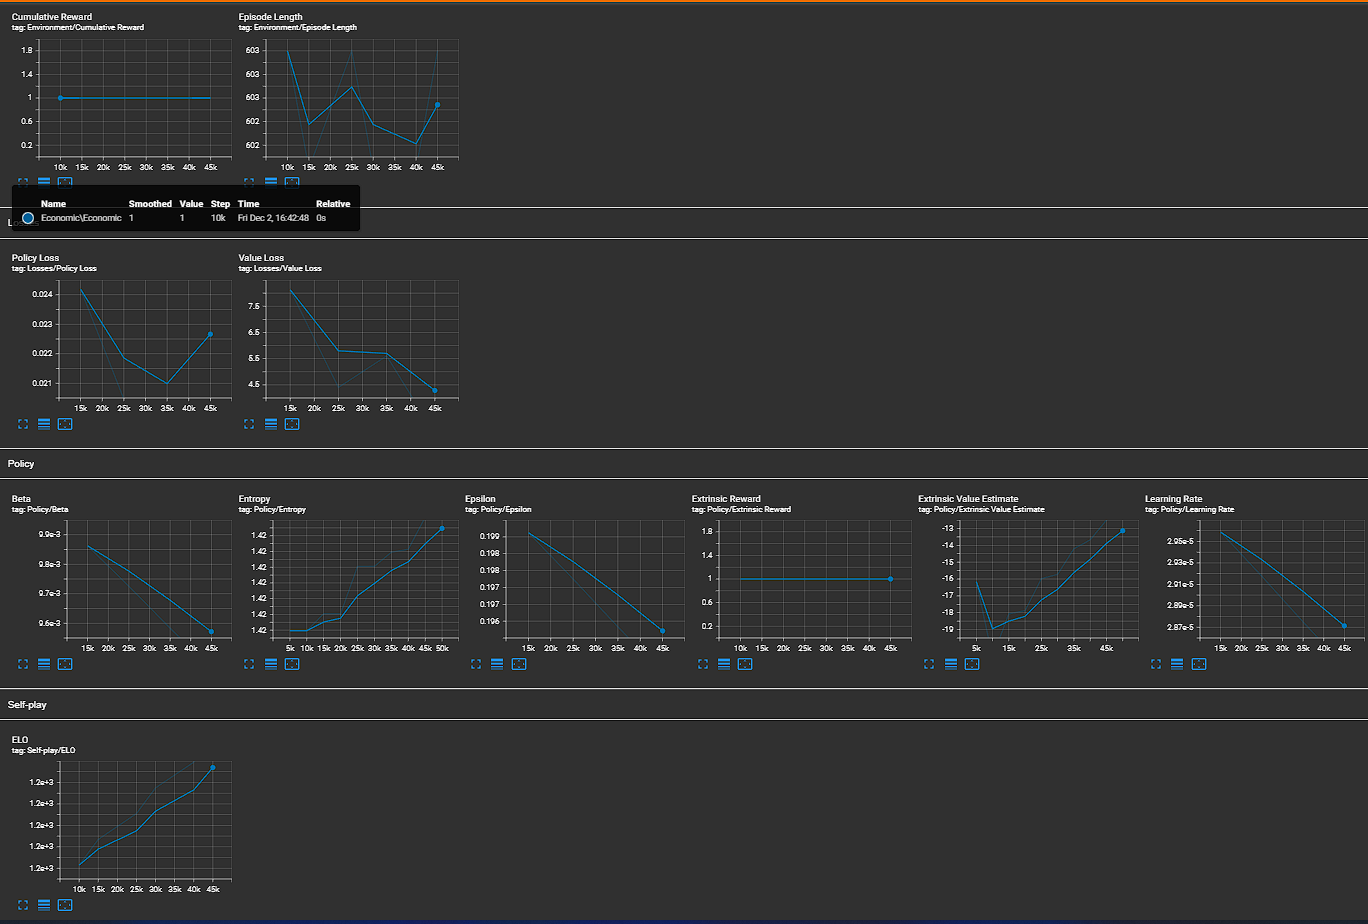 Cumulative Reward Episode Length
tag: Environment/Cumulative Reward tag: Environment/Episode Length
1.8
1.4
1
0.6
0.2
10k 15k 20k 25k 30k 35k 40k 45k
603
603
603
602
602
10k 15k 20k 25k 30k 35k 40k 45k
Name Smoothed Value Step Time Relative
Economic\Economic 1 1 10k Fri Dec 2, 16:42:48 0s
Policy Loss Value Loss
tag: Losses/Policy Loss tag: Losses/Value Loss
0.024
0.023
0.022
0.021
15k 20k 25k 30k 35k 40k 45k
7.5
6.5
5.5
4.5
15k 20k 25k 30k 35k 40k 45k
Policy
Beta Entropy Epsilon Extrinsic Reward Extrinsic Value Estimate Learning Rate
tag: Policy/Beta tag: Policy/Entropy tag: Policy/Epsilon tag: Policy/Extrinsic Reward tag: Policy/Extrinsic Value Estimate tag: Policy/Learning Rate
9.9e-3
9.8e-3
9.7e-3
9.6e-3
15k 20k 25k 30k 35k 40k 45k
1.42
1.42
1.42
1.42
1.42
1.42
1.42
5k 10k 15k 20k 25k 30k 35k 40k 45k 50k
0.199
0.198
0.198
0.197
0.197
0.196
15k 20k 25k 30k 35k 40k 45k
1.8
1.4
1
0.6
0.2
10k 15k 20k 25k 30k 35k 40k 45k
-13
-14
-15
-16
-17
-18
-19
5k 15k 25k 35k 45k
2.95e-5
2.93e-5
2.91e-5
2.89e-5
2.87e-5
15k 20k 25k 30k 35k 40k 45k
Self-play
ELO
tag: Self-play/ELO
1.2e+3
1.2e+3
1.2e+3
1.2e+3
1.2e+3
10k 15k 20k 25k 30k 35k 40k 45k